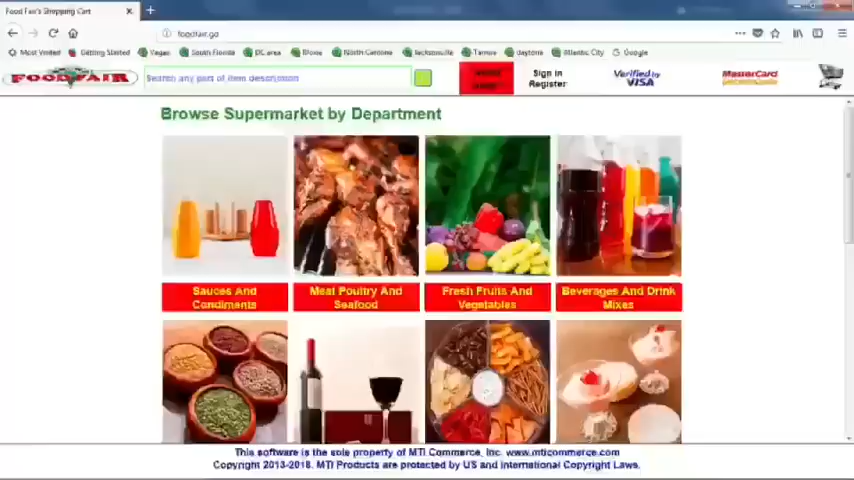 Food Fair's Shopping Cart
foodfair.gd
Most Visited Getting Started Vegas South Florida DC area Illinois North Carolina Jacksonville Tampa daytona Atlantic City Google
FOOD FAIR Search any part of item description Sign In Verified by MasterCard
Register VISA
Browse Supermarket by Department
Sauces And Meat Poultry And Fresh Fruits And Beverages And Drink
Condiments Seafood Vegetables Mixes
This software is the sole property of MTI Commerce, Inc. www.mticommerce.com
Copyright 2013-2018. MTI Products are protected by US and International Copyright Laws.